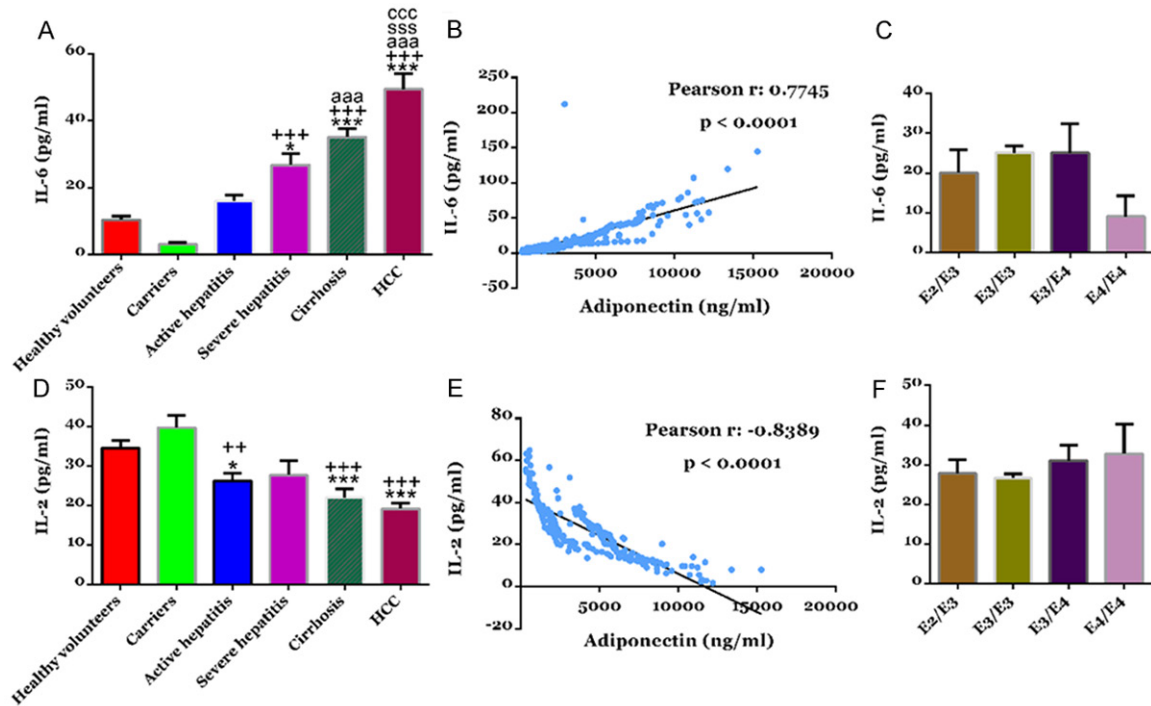 A
IL-6 (pg/ml)
60
40
20
0
+++
*
aaa
+++
***
ccc
sss
aaa
+++
***
Healthy volunteers
Carriers
Active hepatitis
Severe hepatitis
Cirrhosis
HCC
B
IL-6 (pg/ml)
250
200
150
100
50
0
-50
Pearson r: 0.7745
p < 0.0001
5000
10000
15000
20000
Adiponectin (ng/ml)
C
IL-6 (pg/ml)
40
30
20
10
0
E2/E3
E3/E3
E3/E4
E4/E4
D
IL-2 (pg/ml)
50
40
30
20
10
0
++
*
+++
***
+++
***
Healthy volunteers
Carriers
Active hepatitis
Severe hepatitis
Cirrhosis
HCC
E
IL-2 (pg/ml)
80
60
40
20
0
-20
Pearson r: -0.8389
p < 0.0001
5000
10000
15000
20000
Adiponectin (ng/ml)
F
IL-2 (pg/ml)
50
40
30
20
10
0
E2/E3
E3/E3
E3/E4
E4/E4